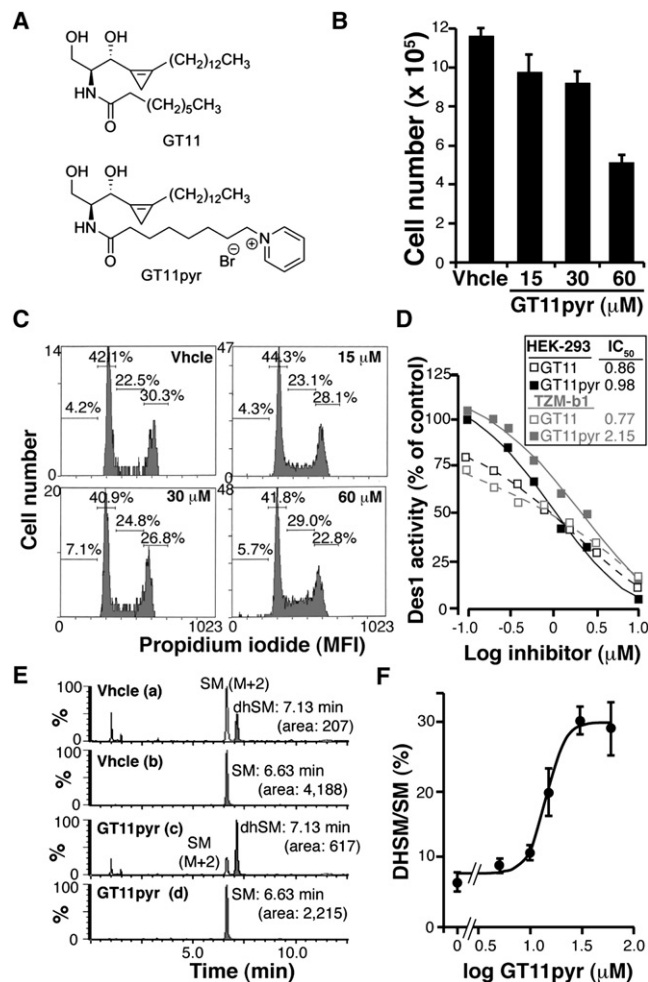 A
OH OH
HO
(CH2)12CH3
HN
(CH2)5CH3
O
GT11
OH OH
(CH2)12CH3
HN
O
Br
⊖
N
⊕
GT11pyr
B
Cell number (x 10^5)
12
10
8
6
4
2
0
Vhcle 15 30 60
GT11pyr (μM)
C
Cell number
14
42.1% Vhcle
22.5%
30.3%
4.2%
0
47
44.3% 15 μM
23.1%
28.1%
4.3%
0
20
40.9% 30 μM
24.8%
26.8%
7.1%
0
48
41.8% 60 μM
29.0%
22.8%
5.7%
0 1023 0 1023
Propidium iodide (MFI)
D
HEK-293 IC50
GT11 0.86
GT11pyr 0.98
TZM-b1
GT11 0.77
GT11pyr 2.15
Des1 activity (% of control)
125
100
75
50
25
0
-1.0 -0.5 0 0.5 1.0
Log inhibitor (μM)
E
100
%
Vhcle (a)
SM (M+2)
dhSM: 7.13 min
(area: 207)
100
%
Vhcle (b)
SM: 6.63 min
(area: 4,188)
100
%
GT11pyr (c)
SM
(M+2)
dhSM: 7.13 min
(area: 617)
100
%
GT11pyr (d)
SM: 6.63 min
(area: 2,215)
5.0 10.0
Time (min)
F
DHSM/SM (%)
30
20
10
0
0 0.5 1.0 1.5 2.0
log GT11pyr (μM)